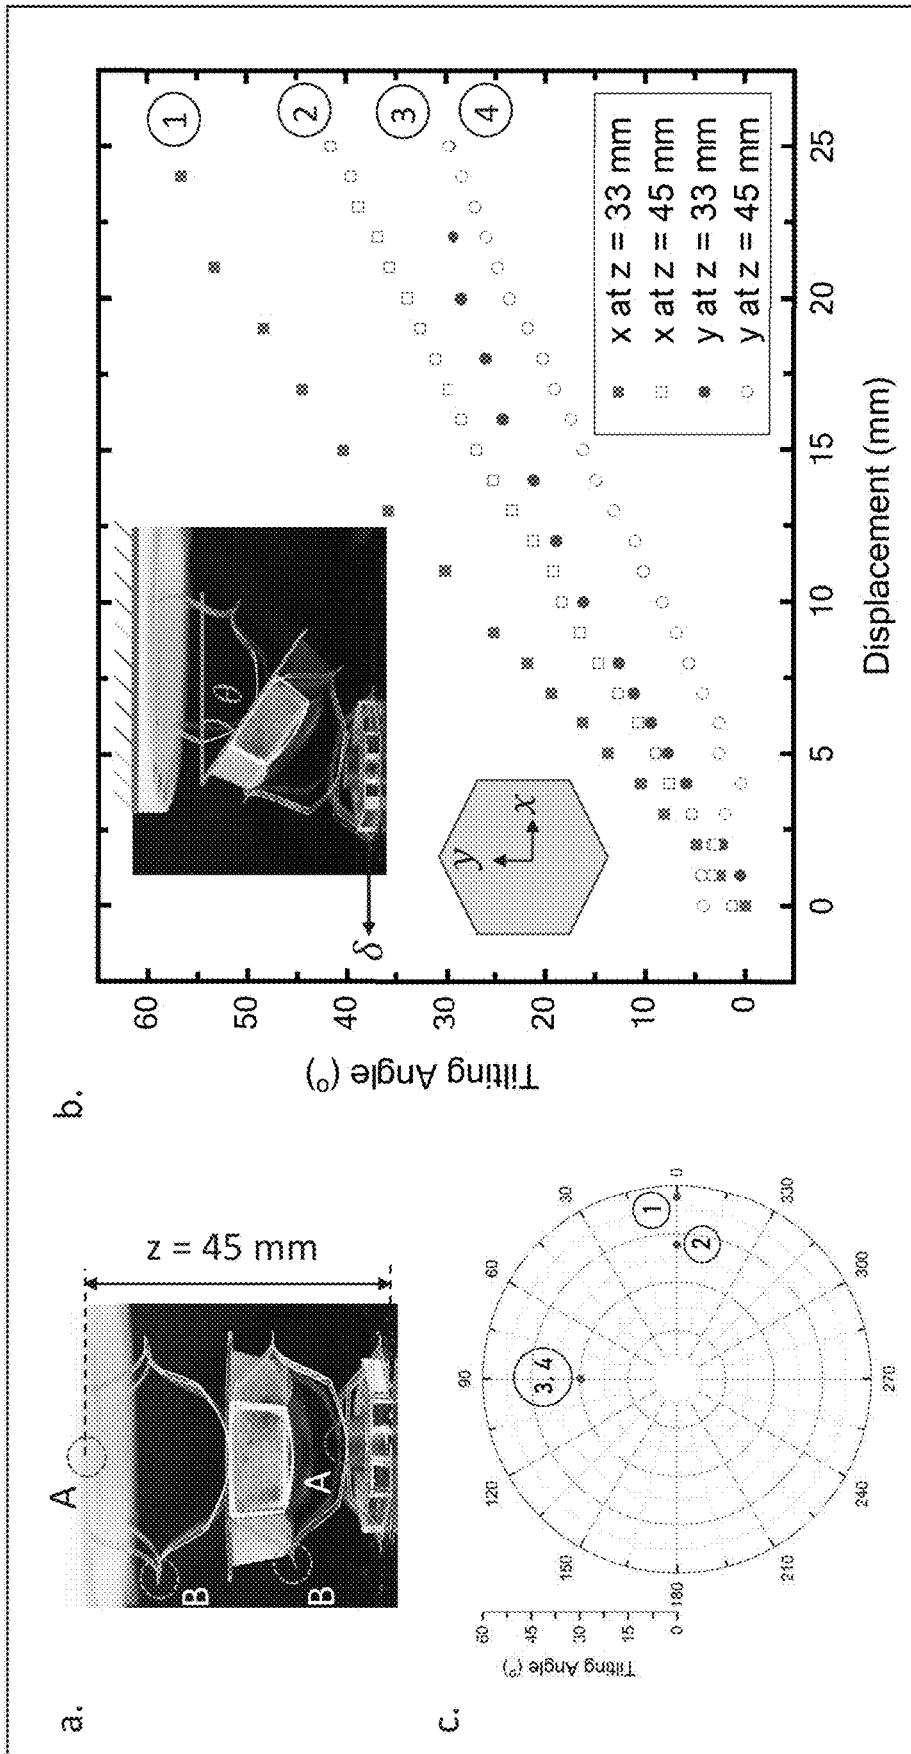 a.
A
B
B
A
z = 45 mm
b.
Tilting Angle (º)
60
50
40
30
20
10
0
0
5
10
15
20
25
Displacement (mm)
θ
δ
y
x
1
2
3
4
x at z = 33 mm
x at z = 45 mm
y at z = 33 mm
y at z = 45 mm
c.
Tilting Angle (º)
60
45
30
15
0
0
30
60
90
120
150
180
210
240
270
300
330
1
2
3, 4